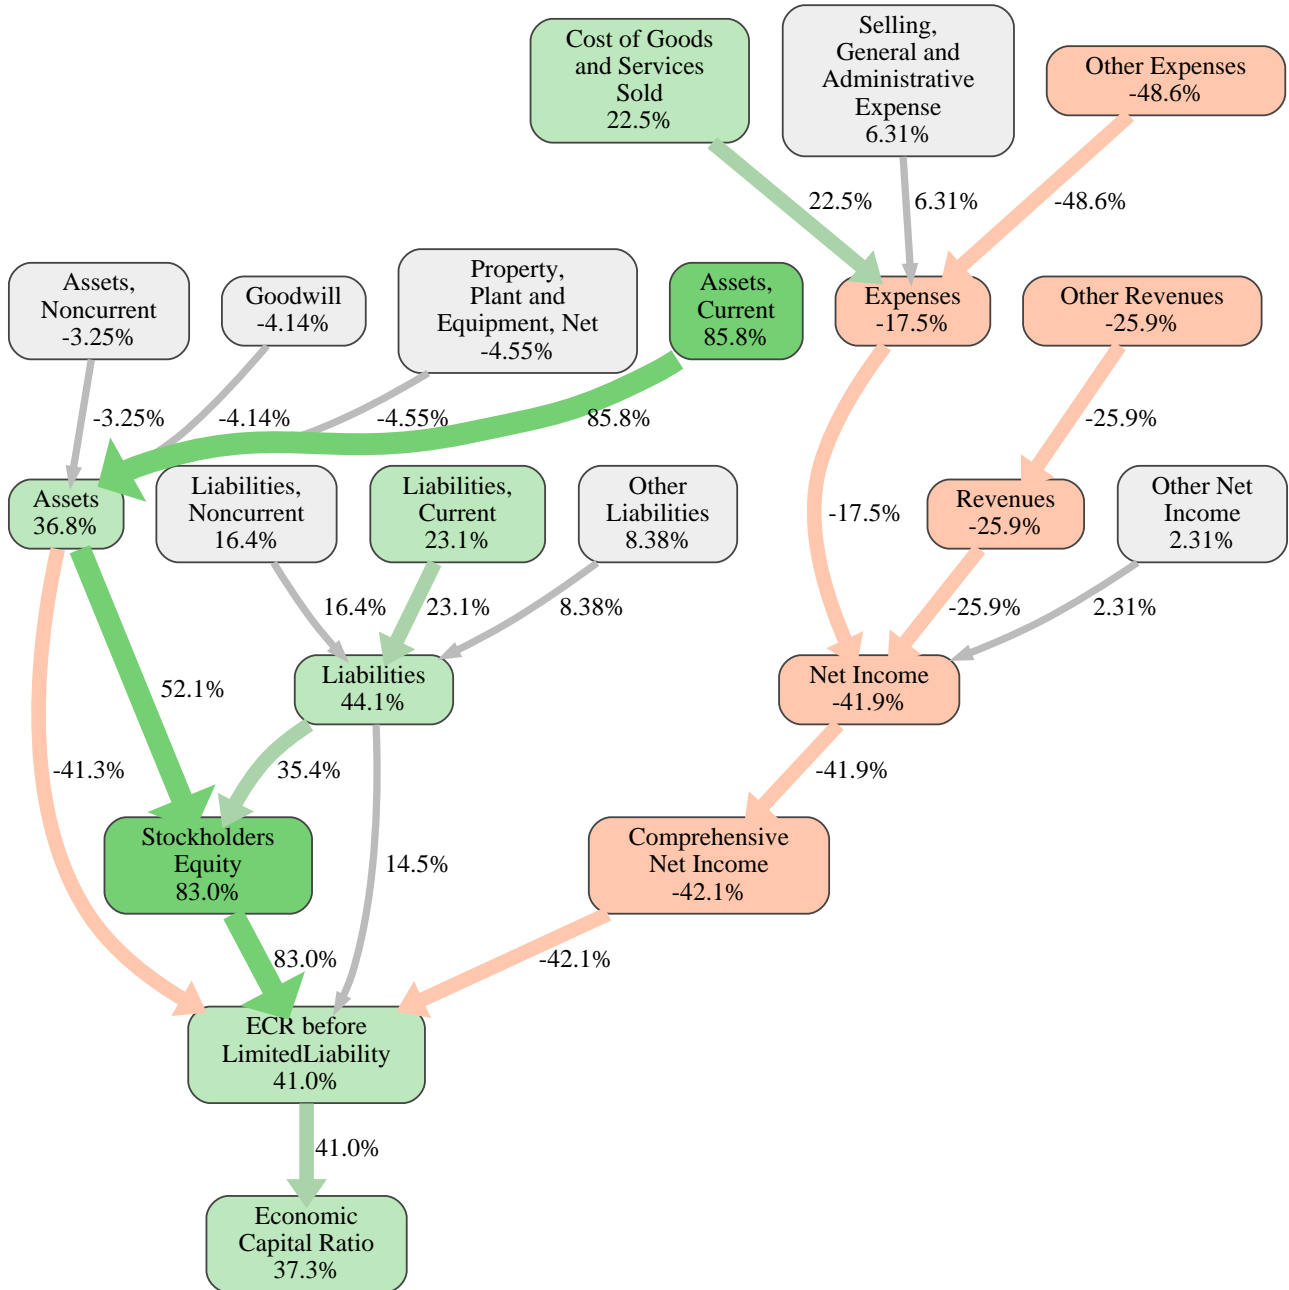 Cost of Goods
and Services
Sold
22.5%
Selling,
General and
Administrative
Expense
6.31%
Other Expenses
-48.6%
22.5%
6.31%
-48.6%
Assets,
Noncurrent
-3.25%
Goodwill
-4.14%
Property,
Plant and
Equipment, Net
-4.55%
Assets,
Current
85.8%
Expenses
-17.5%
Other Revenues
-25.9%
-3.25%
-4.14%
-4.55%
85.8%
-25.9%
Assets
36.8%
Liabilities,
Noncurrent
16.4%
Liabilities,
Current
23.1%
Other
Liabilities
8.38%
-17.5%
Revenues
-25.9%
Other Net
Income
2.31%
16.4%
23.1%
8.38%
-25.9%
2.31%
52.1%
Liabilities
44.1%
Net Income
-41.9%
-41.3%
35.4%
-41.9%
Stockholders
Equity
83.0%
14.5%
Comprehensive
Net Income
-42.1%
83.0%
-42.1%
ECR before
LimitedLiability
41.0%
41.0%
Economic
Capital Ratio
37.3%